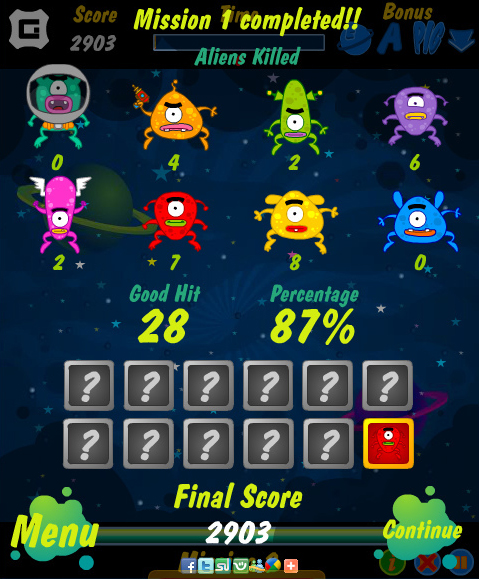 Mission 1 completed!!
Score Time Bonus
2903
Aliens Killed
0 4 2 6
2 7 8 0
Good Hit Percentage
28 87%
? ? ? ? ? ?
? ? ? ? ?
Final Score
Menu 2903 Continue